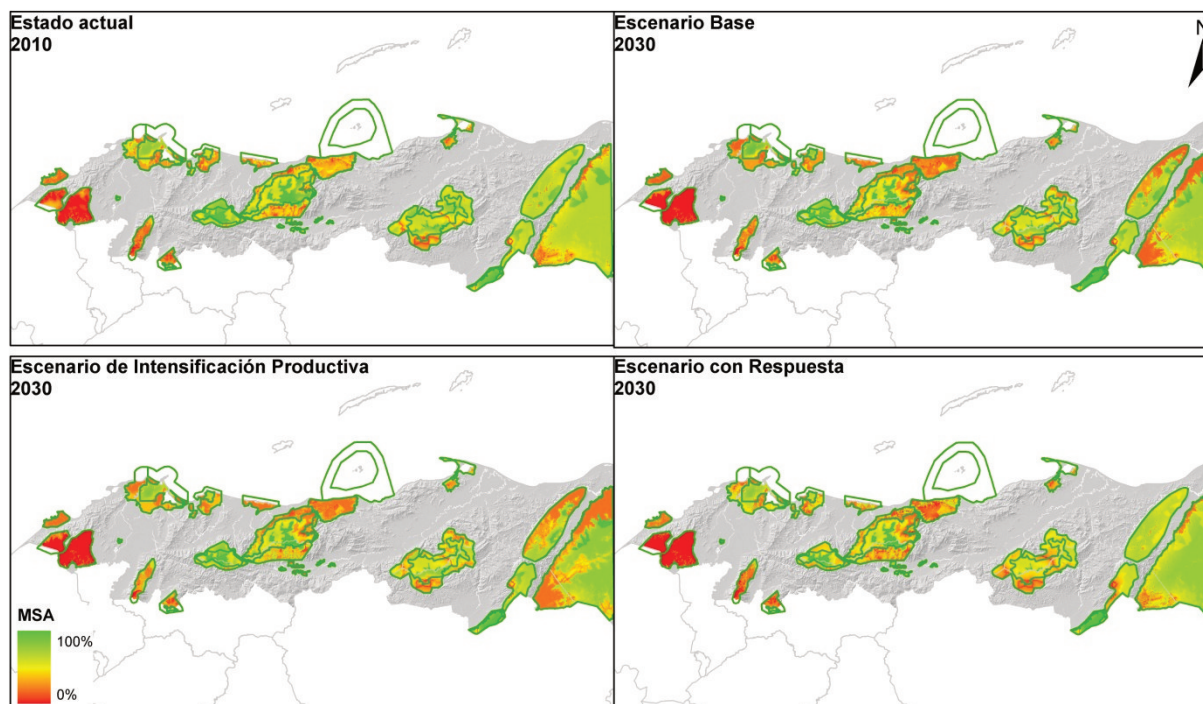 Estado actual
2010
Escenario Base
2030
N
Escenario de Intensificación Productiva
2030
Escenario con Respuesta
2030
MSA
100%
0%